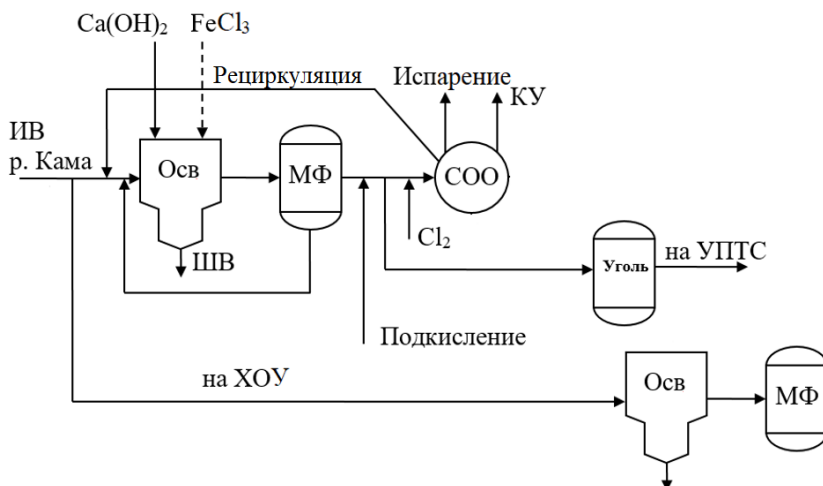 Ca(OH)2 FeCl3
Рециркуляция
Испарение
КУ
ИВ
р. Кама
Осв
МФ
СОО
ШВ
Cl2
Уголь
на УПТС
Подкисление
на ХОУ
Осв
МФ